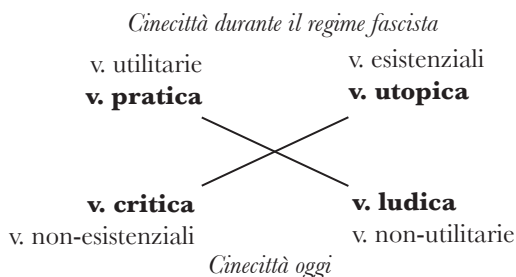 Cinecittà durante il regime fascista
v. utilitarie v. esistenziali
v. pratica v. utopica
v. critica v. ludica
v. non-esistenziali v. non-utilitarie
Cinecittà oggi